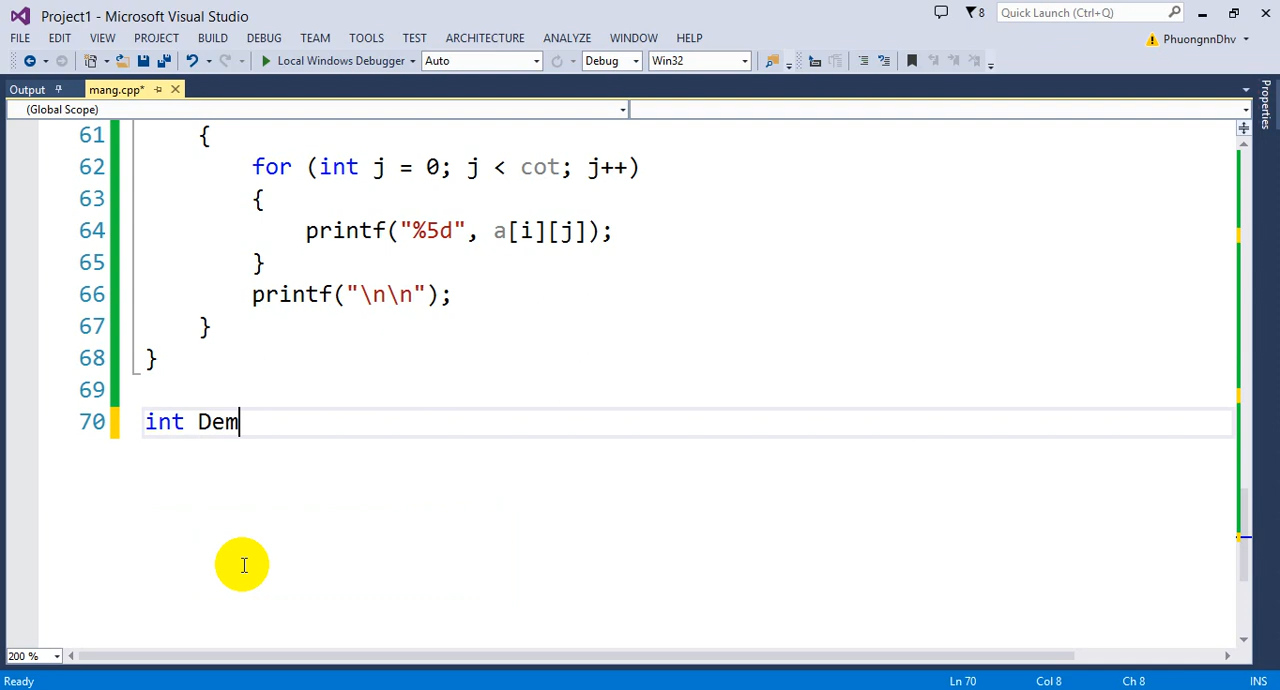 Project1 - Microsoft Visual Studio
8
Quick Launch (Ctrl+Q)
FILE EDIT VIEW PROJECT BUILD DEBUG TEAM TOOLS TEST ARCHITECTURE ANALYZE WINDOW HELP
PhuongnnDhv
Local Windows Debugger Auto Debug Win32
Output mang.cpp*
Properties
(Global Scope)
61 {
62 for (int j = 0; j < cot; j++)
63 {
64 printf("%5d", a[i][j]);
65 }
66 printf("\n\n");
67 }
68 }
69
70 int Dem
200 %
Ready Ln 70 Col 8 Ch 8 INS